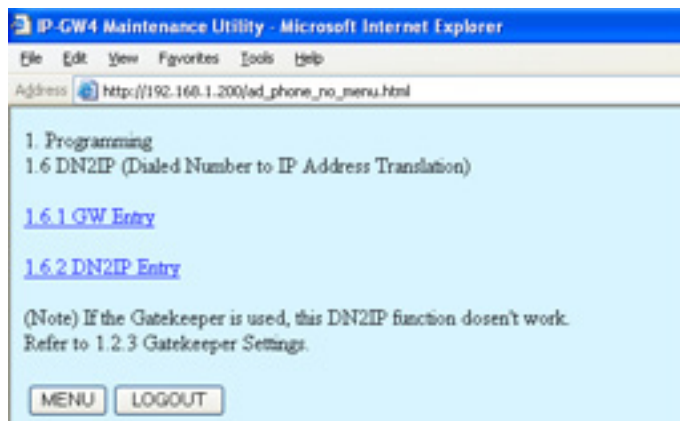 IP-GW4 Maintenance Utility - Microsoft Internet Explorer
File Edit View Favorites Tools Help
Address http://192.168.1.200/ad_phone_no_menu.html
1. Programming
1.6 DN2IP (Dialed Number to IP Address Translation)
1.6.1 GW Entry
1.6.2 DN2IP Entry
(Note) If the Gatekeeper is used, this DN2IP function dosen't work.
Refer to 1.2.3 Gatekeeper Settings.
MENU LOGOUT